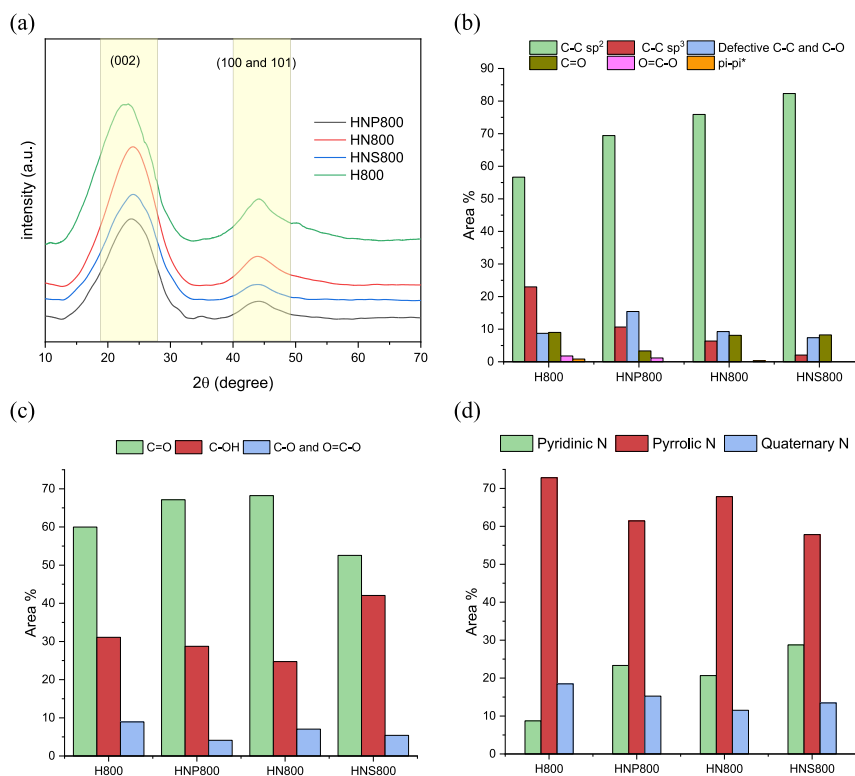 (a)
(002)
(100 and 101)
HNP800
HN800
HNS800
H800
intensity (a.u.)
10 20 30 40 50 60 70
2θ (degree)
(b)
C-C sp² C-C sp³ Defective C-C and C-O
C=O O=C-O pi-pi*
90
80
70
60
50
40
30
20
10
0
Area %
H800 HNP800 HN800 HNS800
(c)
C=O C-OH C-O and O=C-O
70
60
50
40
30
20
10
0
Area %
H800 HNP800 HN800 HNS800
(d)
Pyridinic N Pyrrolic N Quaternary N
70
60
50
40
30
20
10
0
Area %
H800 HNP800 HN800 HNS800